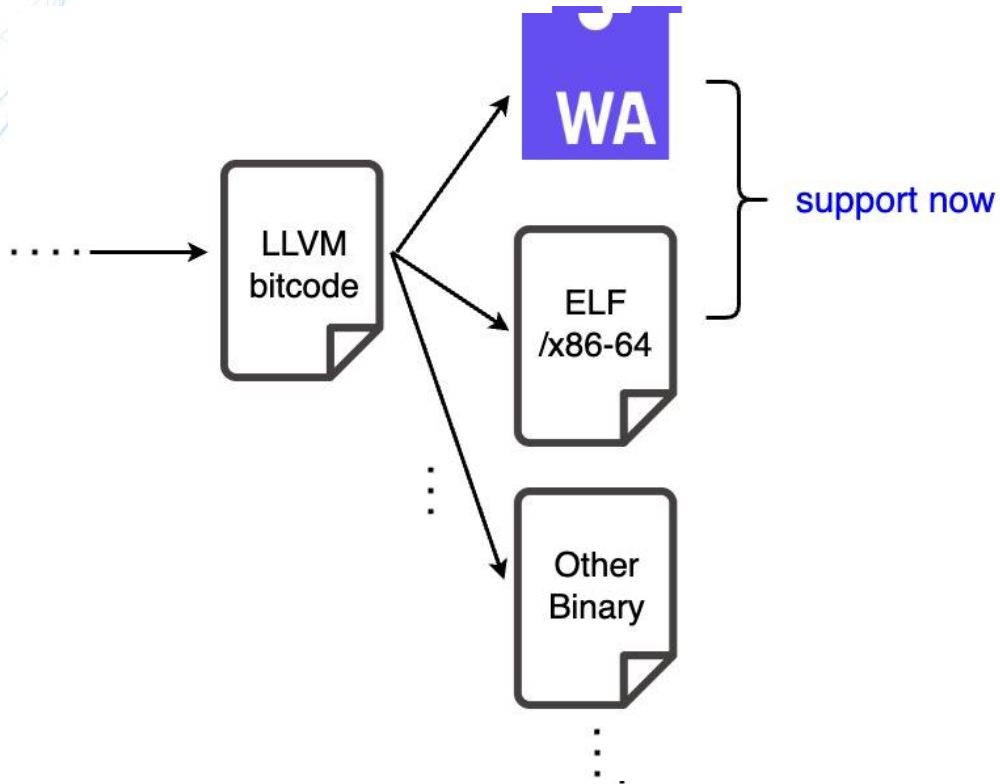 WA
support now
LLVM
bitcode
ELF
/x86-64
Other
Binary